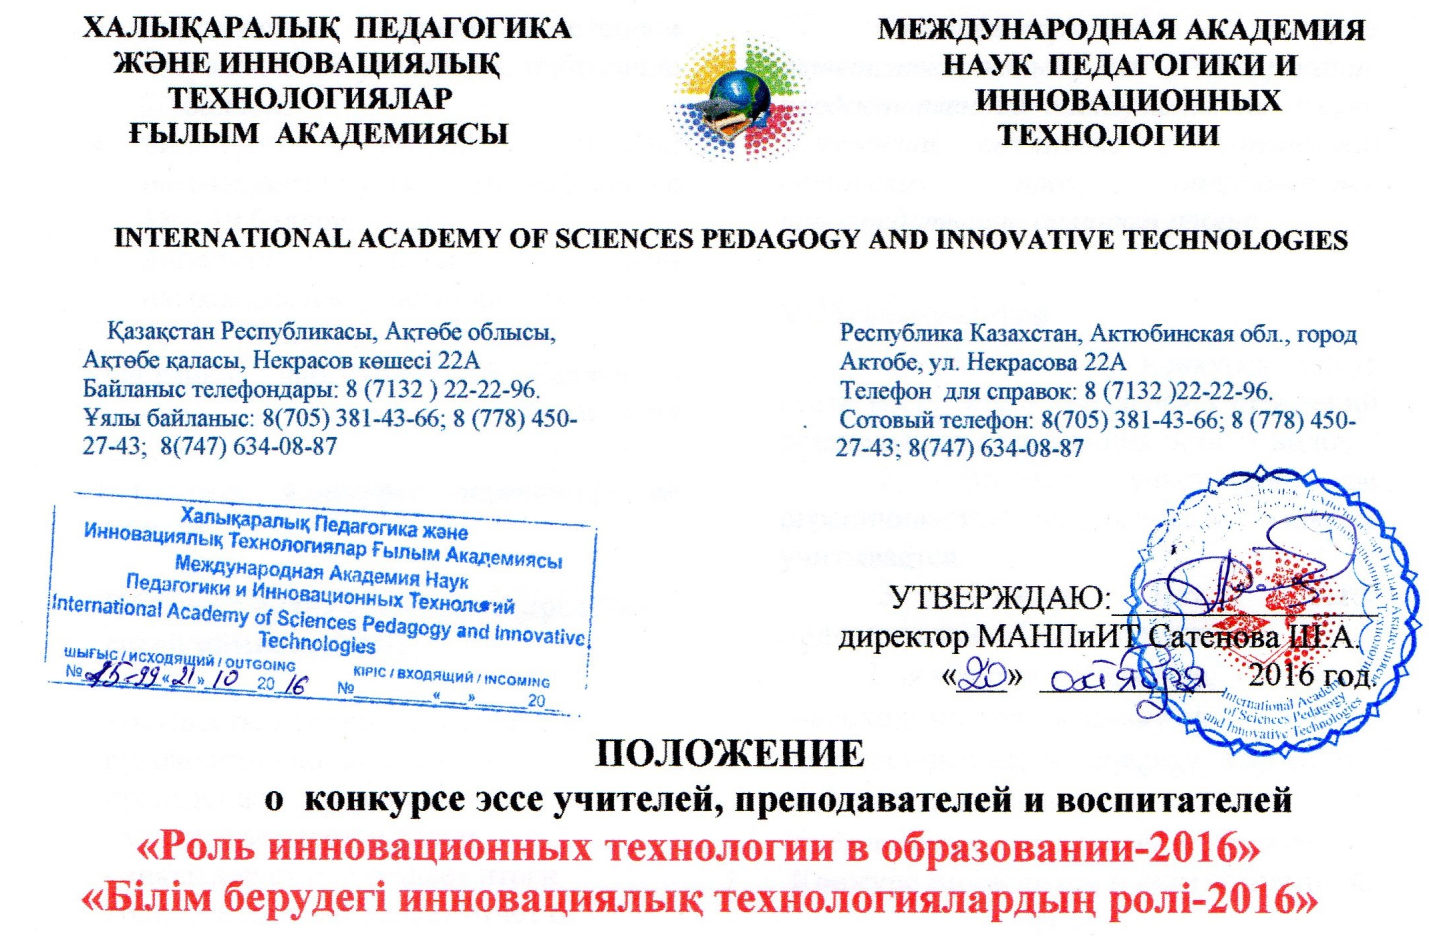 ХАЛЫҚАРАЛЫҚ ПЕДАГОГИКА
ЖӘНЕ ИННОВАЦИЯЛЫҚ
ТЕХНОЛОГИЯЛАР
ҒЫЛЫМ АКАДЕМИЯСЫ
МЕЖДУНАРОДНАЯ АКАДЕМИЯ
НАУК ПЕДАГОГИКИ И
ИННОВАЦИОННЫХ
ТЕХНОЛОГИИ
INTERNATIONAL ACADEMY OF SCIENCES PEDAGOGY AND INNOVATIVE TECHNOLOGIES
Қазақстан Республикасы, Ақтөбе облысы,
Ақтөбе қаласы, Некрасов көшесі 22А
Байланыс телефондары: 8 (7132 ) 22-22-96.
Ұялы байланыс: 8(705) 381-43-66; 8 (778) 450-
27-43; 8(747) 634-08-87
Республика Казахстан, Актюбинская обл., город
Актобе, ул. Некрасова 22А
Телефон для справок: 8 (7132 )22-22-96.
Сотовый телефон: 8(705) 381-43-66; 8 (778) 450-
27-43; 8(747) 634-08-87
Халықаралық Педагогика және
Инновациялық Технологиялар Ғылым Академиясы
Международная Академия Наук
Педагогики и Инновационных Технологий
International Academy of Sciences Pedagogy and Innovative
Technologies
ШЫҒЫС / ИСХОДЯЩИЙ / OUTGOING
№ 15-99 «21» 10 2016
КІРІС / ВХОДЯЩИЙ / INCOMING
№________«___»______20__
УТВЕРЖДАЮ:
директор МАНПиИТ Сатенова Ш.А.
«20» октября 2016 год.
International Academy
of Sciences Pedagogy
and Innovative Technologies
ПОЛОЖЕНИЕ
о конкурсе эссе учителей, преподавателей и воспитателей
«Роль инновационных технологии в образовании-2016»
«Білім берудегі инновациялық технологиялардың ролі-2016»